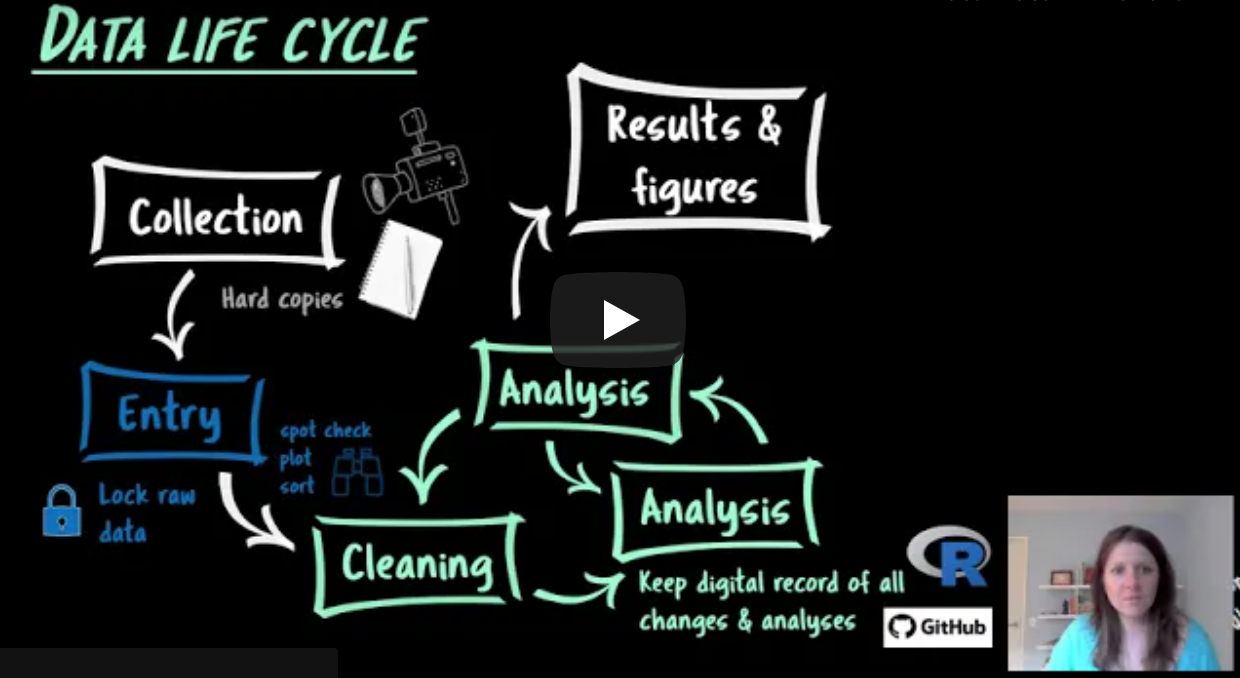 DATA LIFE CYCLE
Results &
figures
Collection
Hard copies
Analysis
Entry
spot check
plot
sort
Lock raw
data
Analysis
Cleaning
Keep digital record of all
changes & analyses
R
GitHub